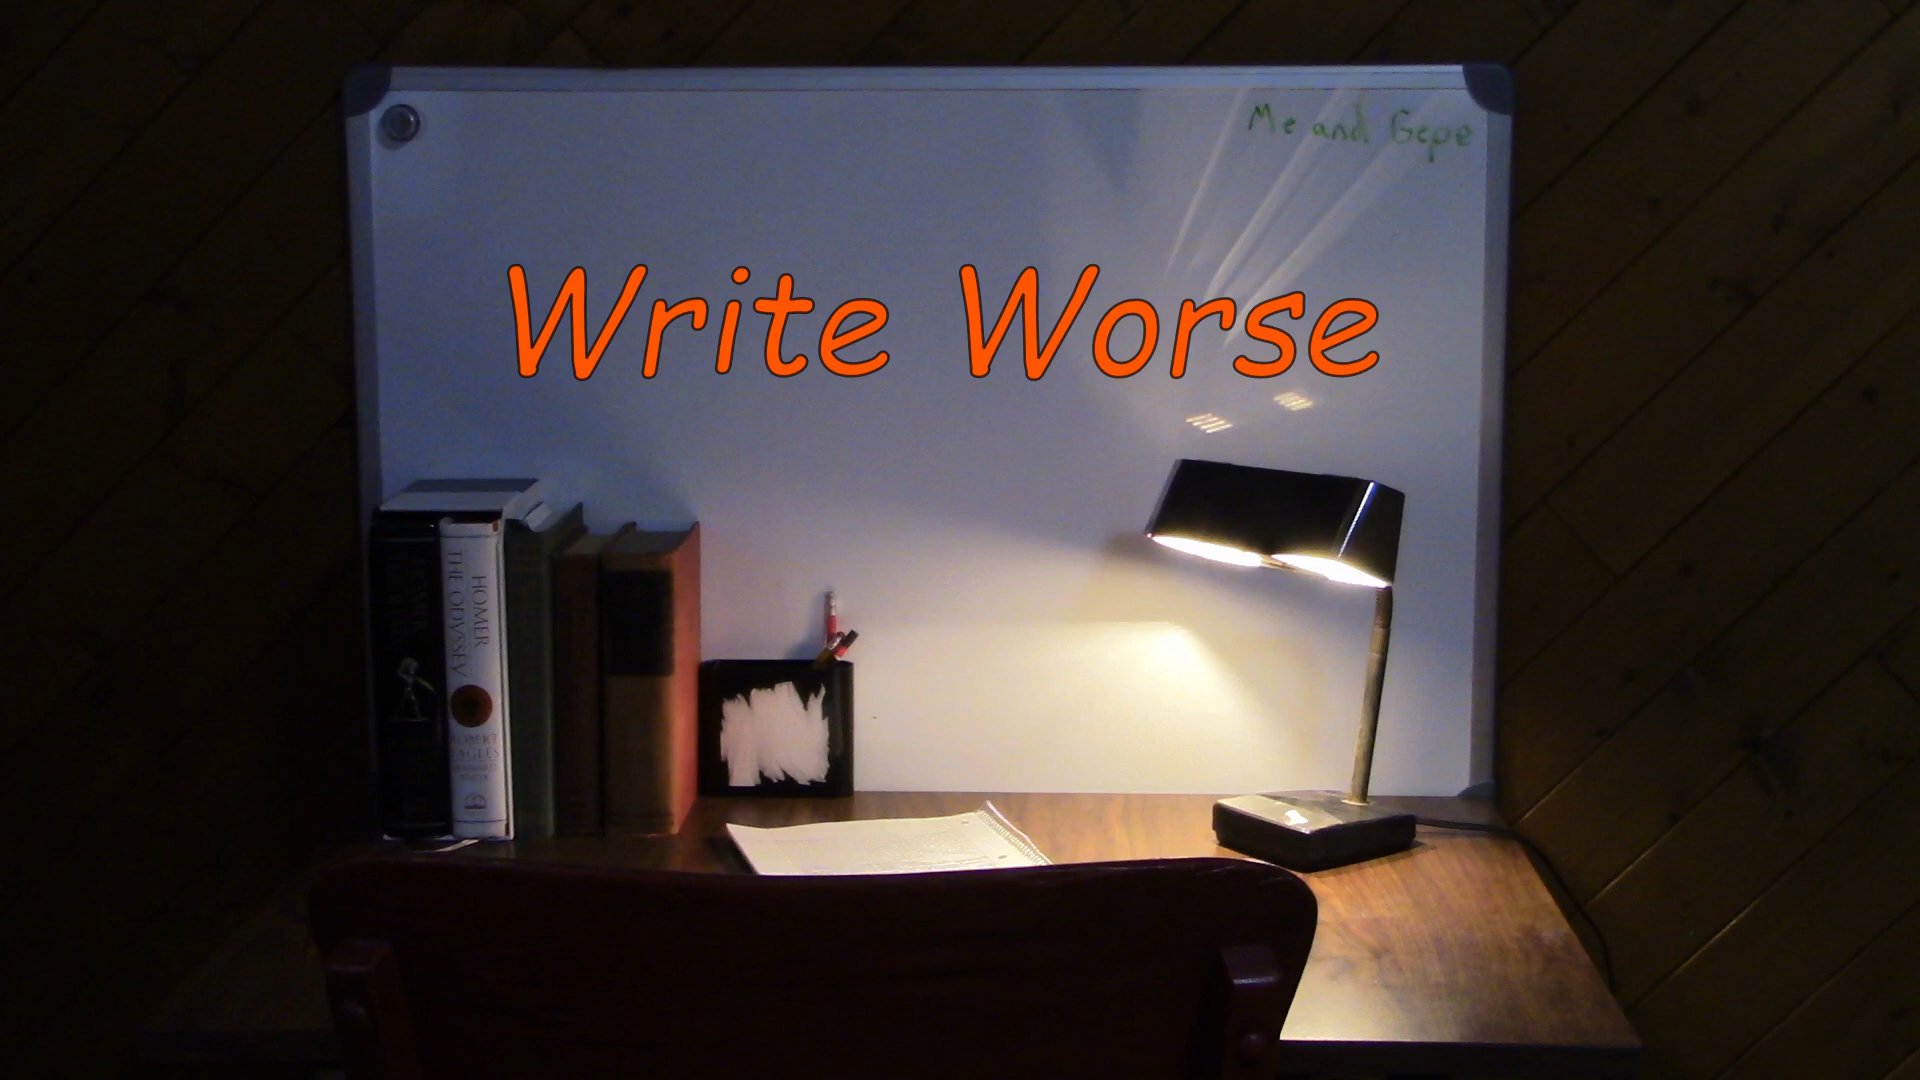 Me and Gepe
Write Worse
HOMER
THE ODYSSEY
ROBERT
FAGLES